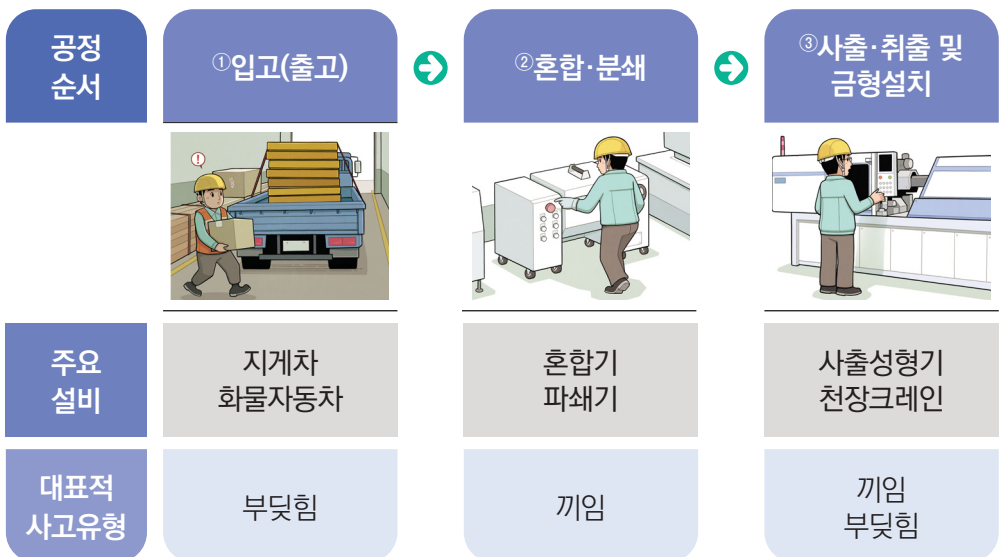 공정
순서
①입고(출고)
②혼합·분쇄
③사출·취출 및
금형설치
!
주요
설비
지게차
화물자동차
혼합기
파쇄기
사출성형기
천장크레인
대표적
사고유형
부딪힘
끼임
끼임
부딪힘